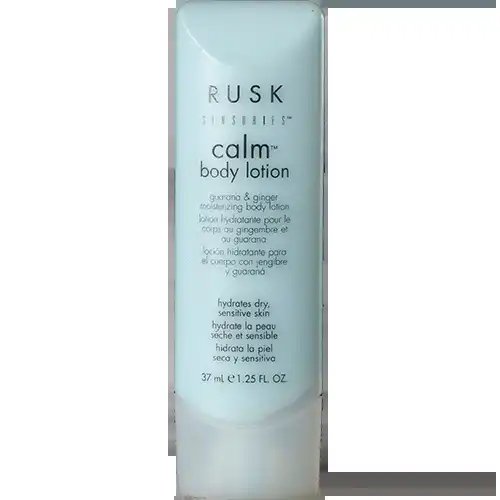 RUSK
SENSORIES™
calm™
body lotion
guarana & ginger
moisturizing body lotion
lotion hydratante pour le
corps au gingembre et
au guarana
loción hidratante para
el cuerpo con jengibre
y guaraná
hydrates dry,
sensitive skin
hydrate la peau
sèche et sensible
hidrata la piel
seca y sensitiva
37 mL e 1.25 FL. OZ.